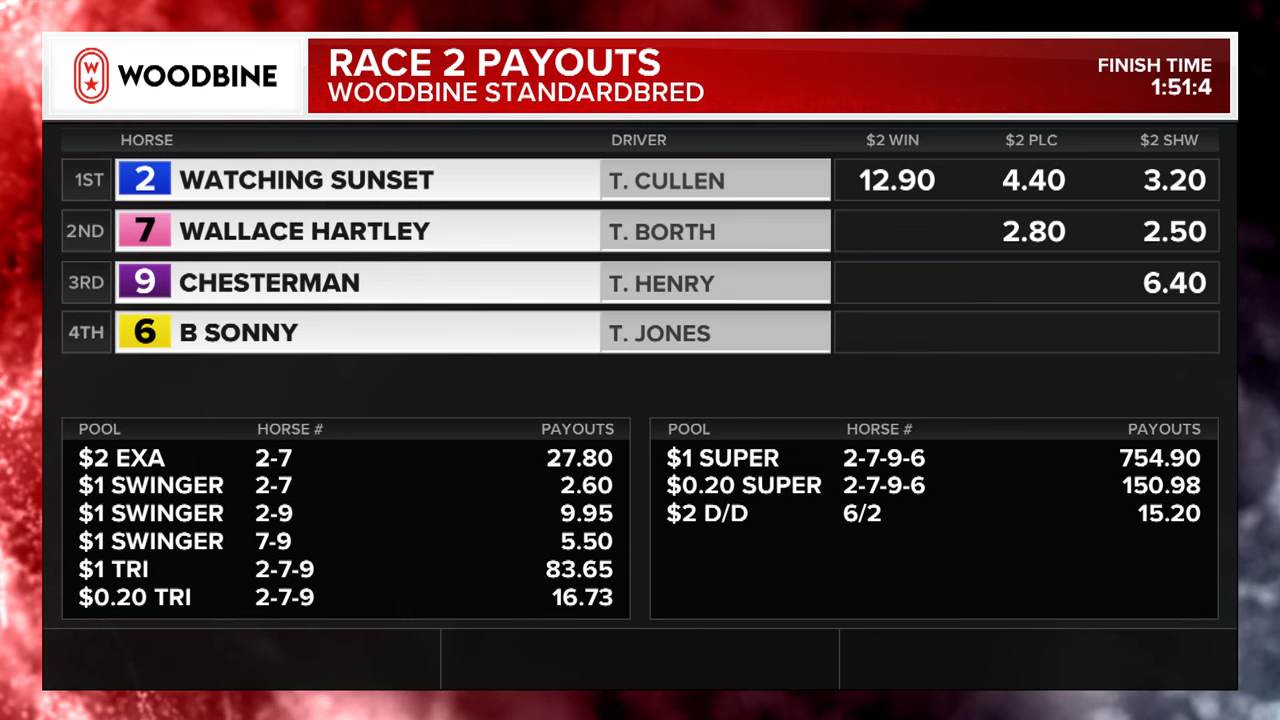 W
WOODBINE
RACE 2 PAYOUTS
WOODBINE STANDARDBRED
FINISH TIME
1:51:4
HORSE DRIVER $2 WIN $2 PLC $2 SHW
1ST 2 WATCHING SUNSET T. CULLEN 12.90 4.40 3.20
2ND 7 WALLACE HARTLEY T. BORTH 2.80 2.50
3RD 9 CHESTERMAN T. HENRY 6.40
4TH 6 B SONNY T. JONES
POOL HORSE # PAYOUTS
$2 EXA 2-7 27.80
$1 SWINGER 2-7 2.60
$1 SWINGER 2-9 9.95
$1 SWINGER 7-9 5.50
$1 TRI 2-7-9 83.65
$0.20 TRI 2-7-9 16.73
POOL HORSE # PAYOUTS
$1 SUPER 2-7-9-6 754.90
$0.20 SUPER 2-7-9-6 150.98
$2 D/D 6/2 15.20